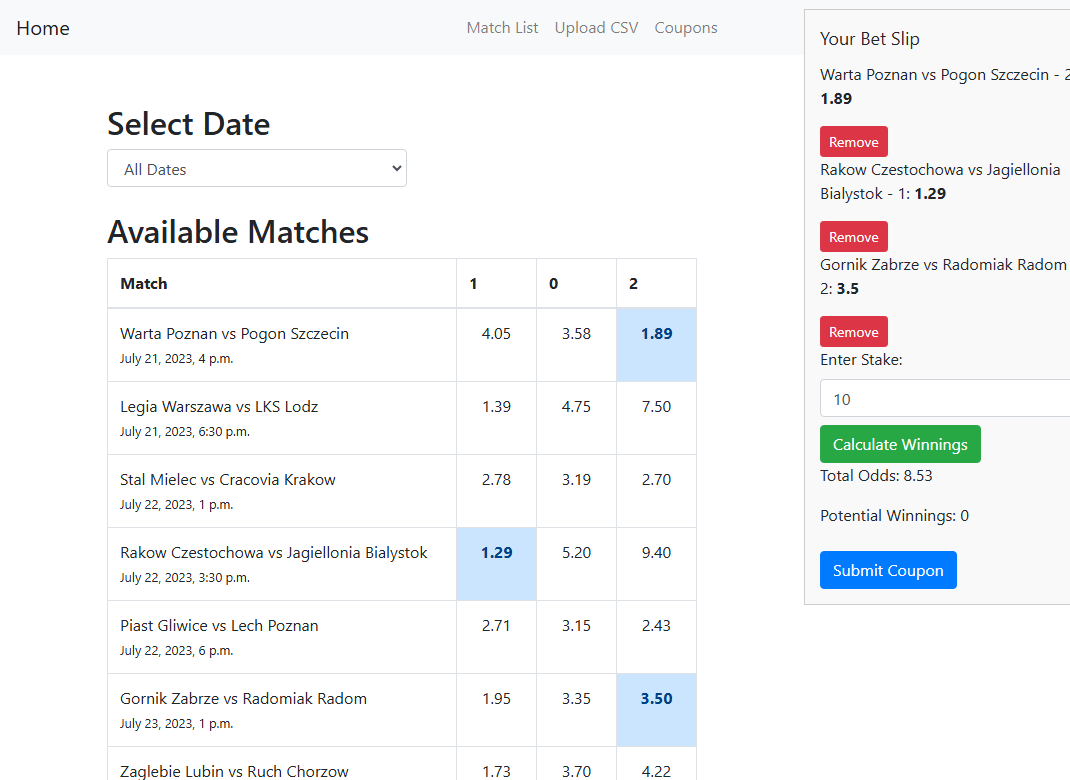 Home Match List Upload CSV Coupons
Select Date
All Dates
Available Matches
Match 1 0 2
Warta Poznan vs Pogon Szczecin 4.05 3.58 1.89
July 21, 2023, 4 p.m.
Legia Warszawa vs LKS Lodz 1.39 4.75 7.50
July 21, 2023, 6:30 p.m.
Stal Mielec vs Cracovia Krakow 2.78 3.19 2.70
July 22, 2023, 1 p.m.
Rakow Czestochowa vs Jagiellonia Bialystok 1.29 5.20 9.40
July 22, 2023, 3:30 p.m.
Piast Gliwice vs Lech Poznan 2.71 3.15 2.43
July 22, 2023, 6 p.m.
Gornik Zabrze vs Radomiak Radom 1.95 3.35 3.50
July 23, 2023, 1 p.m.
Zaglebie Lubin vs Ruch Chorzow 1.73 3.70 4.22
Your Bet Slip
Warta Poznan vs Pogon Szczecin - 2
1.89
Remove
Rakow Czestochowa vs Jagiellonia
Bialystok - 1: 1.29
Remove
Gornik Zabrze vs Radomiak Radom
2: 3.5
Remove
Enter Stake:
10
Calculate Winnings
Total Odds: 8.53
Potential Winnings: 0
Submit Coupon